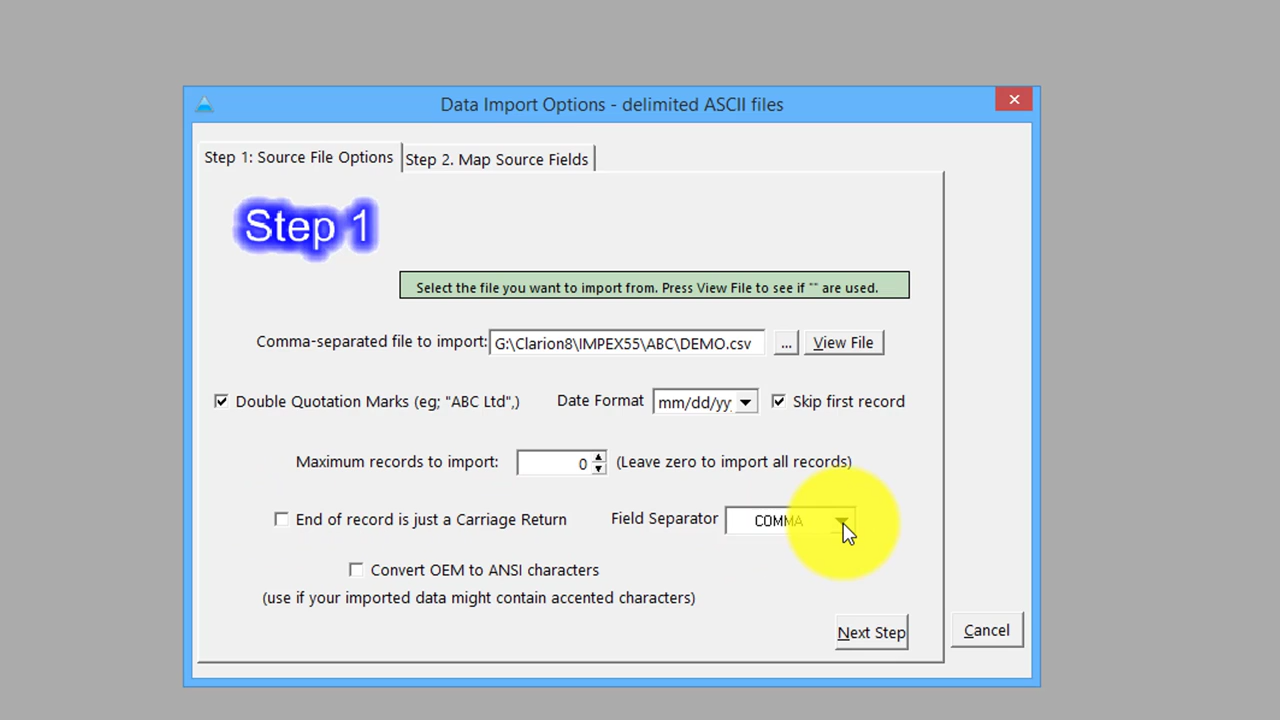 Data Import Options - delimited ASCII files
Step 1: Source File Options
Step 2. Map Source Fields
Step 1
Select the file you want to import from. Press View File to see if "" are used.
Comma-separated file to import: G:\Clarion8\IMPEX55\ABC\DEMO.csv ... View File
Double Quotation Marks (eg; "ABC Ltd",) Date Format mm/dd/yy Skip first record
Maximum records to import: 0 (Leave zero to import all records)
End of record is just a Carriage Return Field Separator COMMA
Convert OEM to ANSI characters
(use if your imported data might contain accented characters)
Next Step Cancel